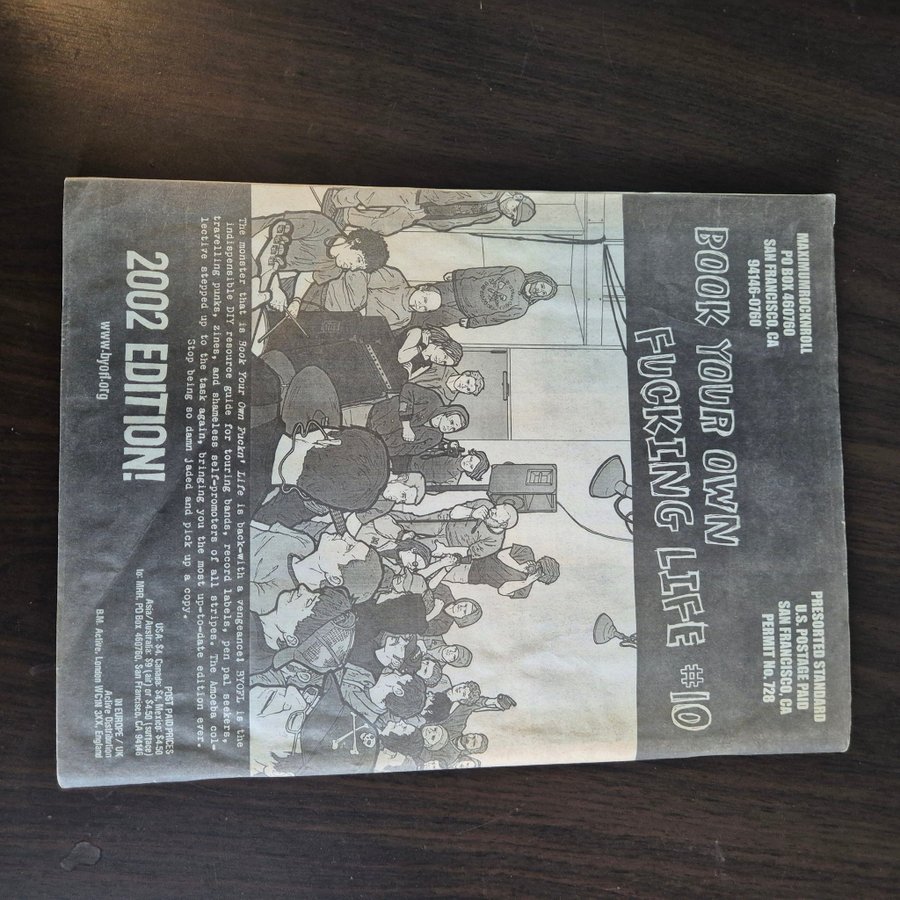 MAXIMUMROCKNROLL
PO BOX 460760
SAN FRANCISCO, CA
94146-0760
PRESORTED STANDARD
U.S. POSTAGE PAID
SAN FRANCISCO, CA
PERMIT No. 728
BOOK YOUR OWN
FUCKING LIFE #10
The monster that is Book Your Own Fuckn' Life is back-with a vengeance! BYOFL is the
indispensible DIY resource guide for touring bands, record labels, pen pal seekers,
travelling punks, zines, and shameless self-promoters of all stripes. The Amoeba col-
lective stepped up to the task again, bringing you the most up-to-date edition ever.
Stop being so damn jaded and pick up a copy.
2002 EDITION!
www.byofl.org
POST PAID PRICES
USA: $4, Canada: $4, Mexico: $4.50
Asia/Australia: $9 (air) or $4.50 (surface)
to: MRR, PO Box 460760, San Francisco, CA 94146
IN EUROPE / UK
Active Distribution
B.M. Active, London WC1N 3XX, England